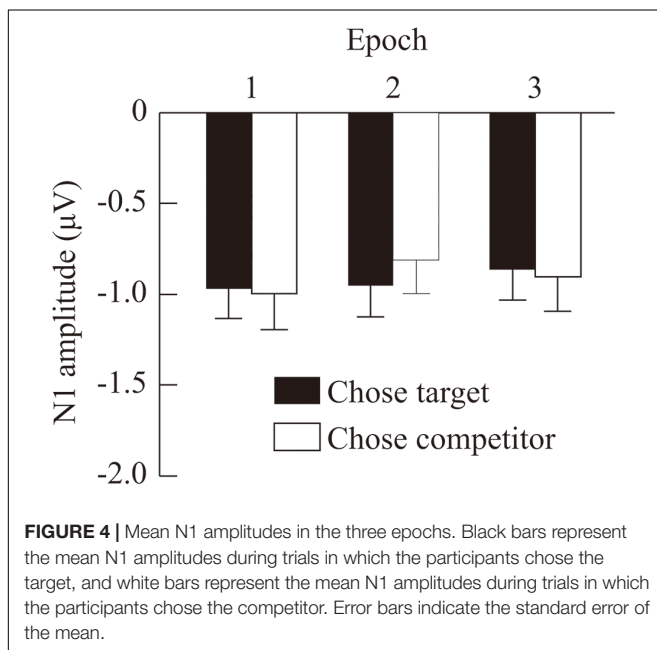 Epoch
1 2 3
0
-0.5
-1.0
-1.5
-2.0
N1 amplitude (µV)
Chose target
Chose competitor
FIGURE 4 | Mean N1 amplitudes in the three epochs. Black bars represent
the mean N1 amplitudes during trials in which the participants chose the
target, and white bars represent the mean N1 amplitudes during trials in which
the participants chose the competitor. Error bars indicate the standard error of
the mean.